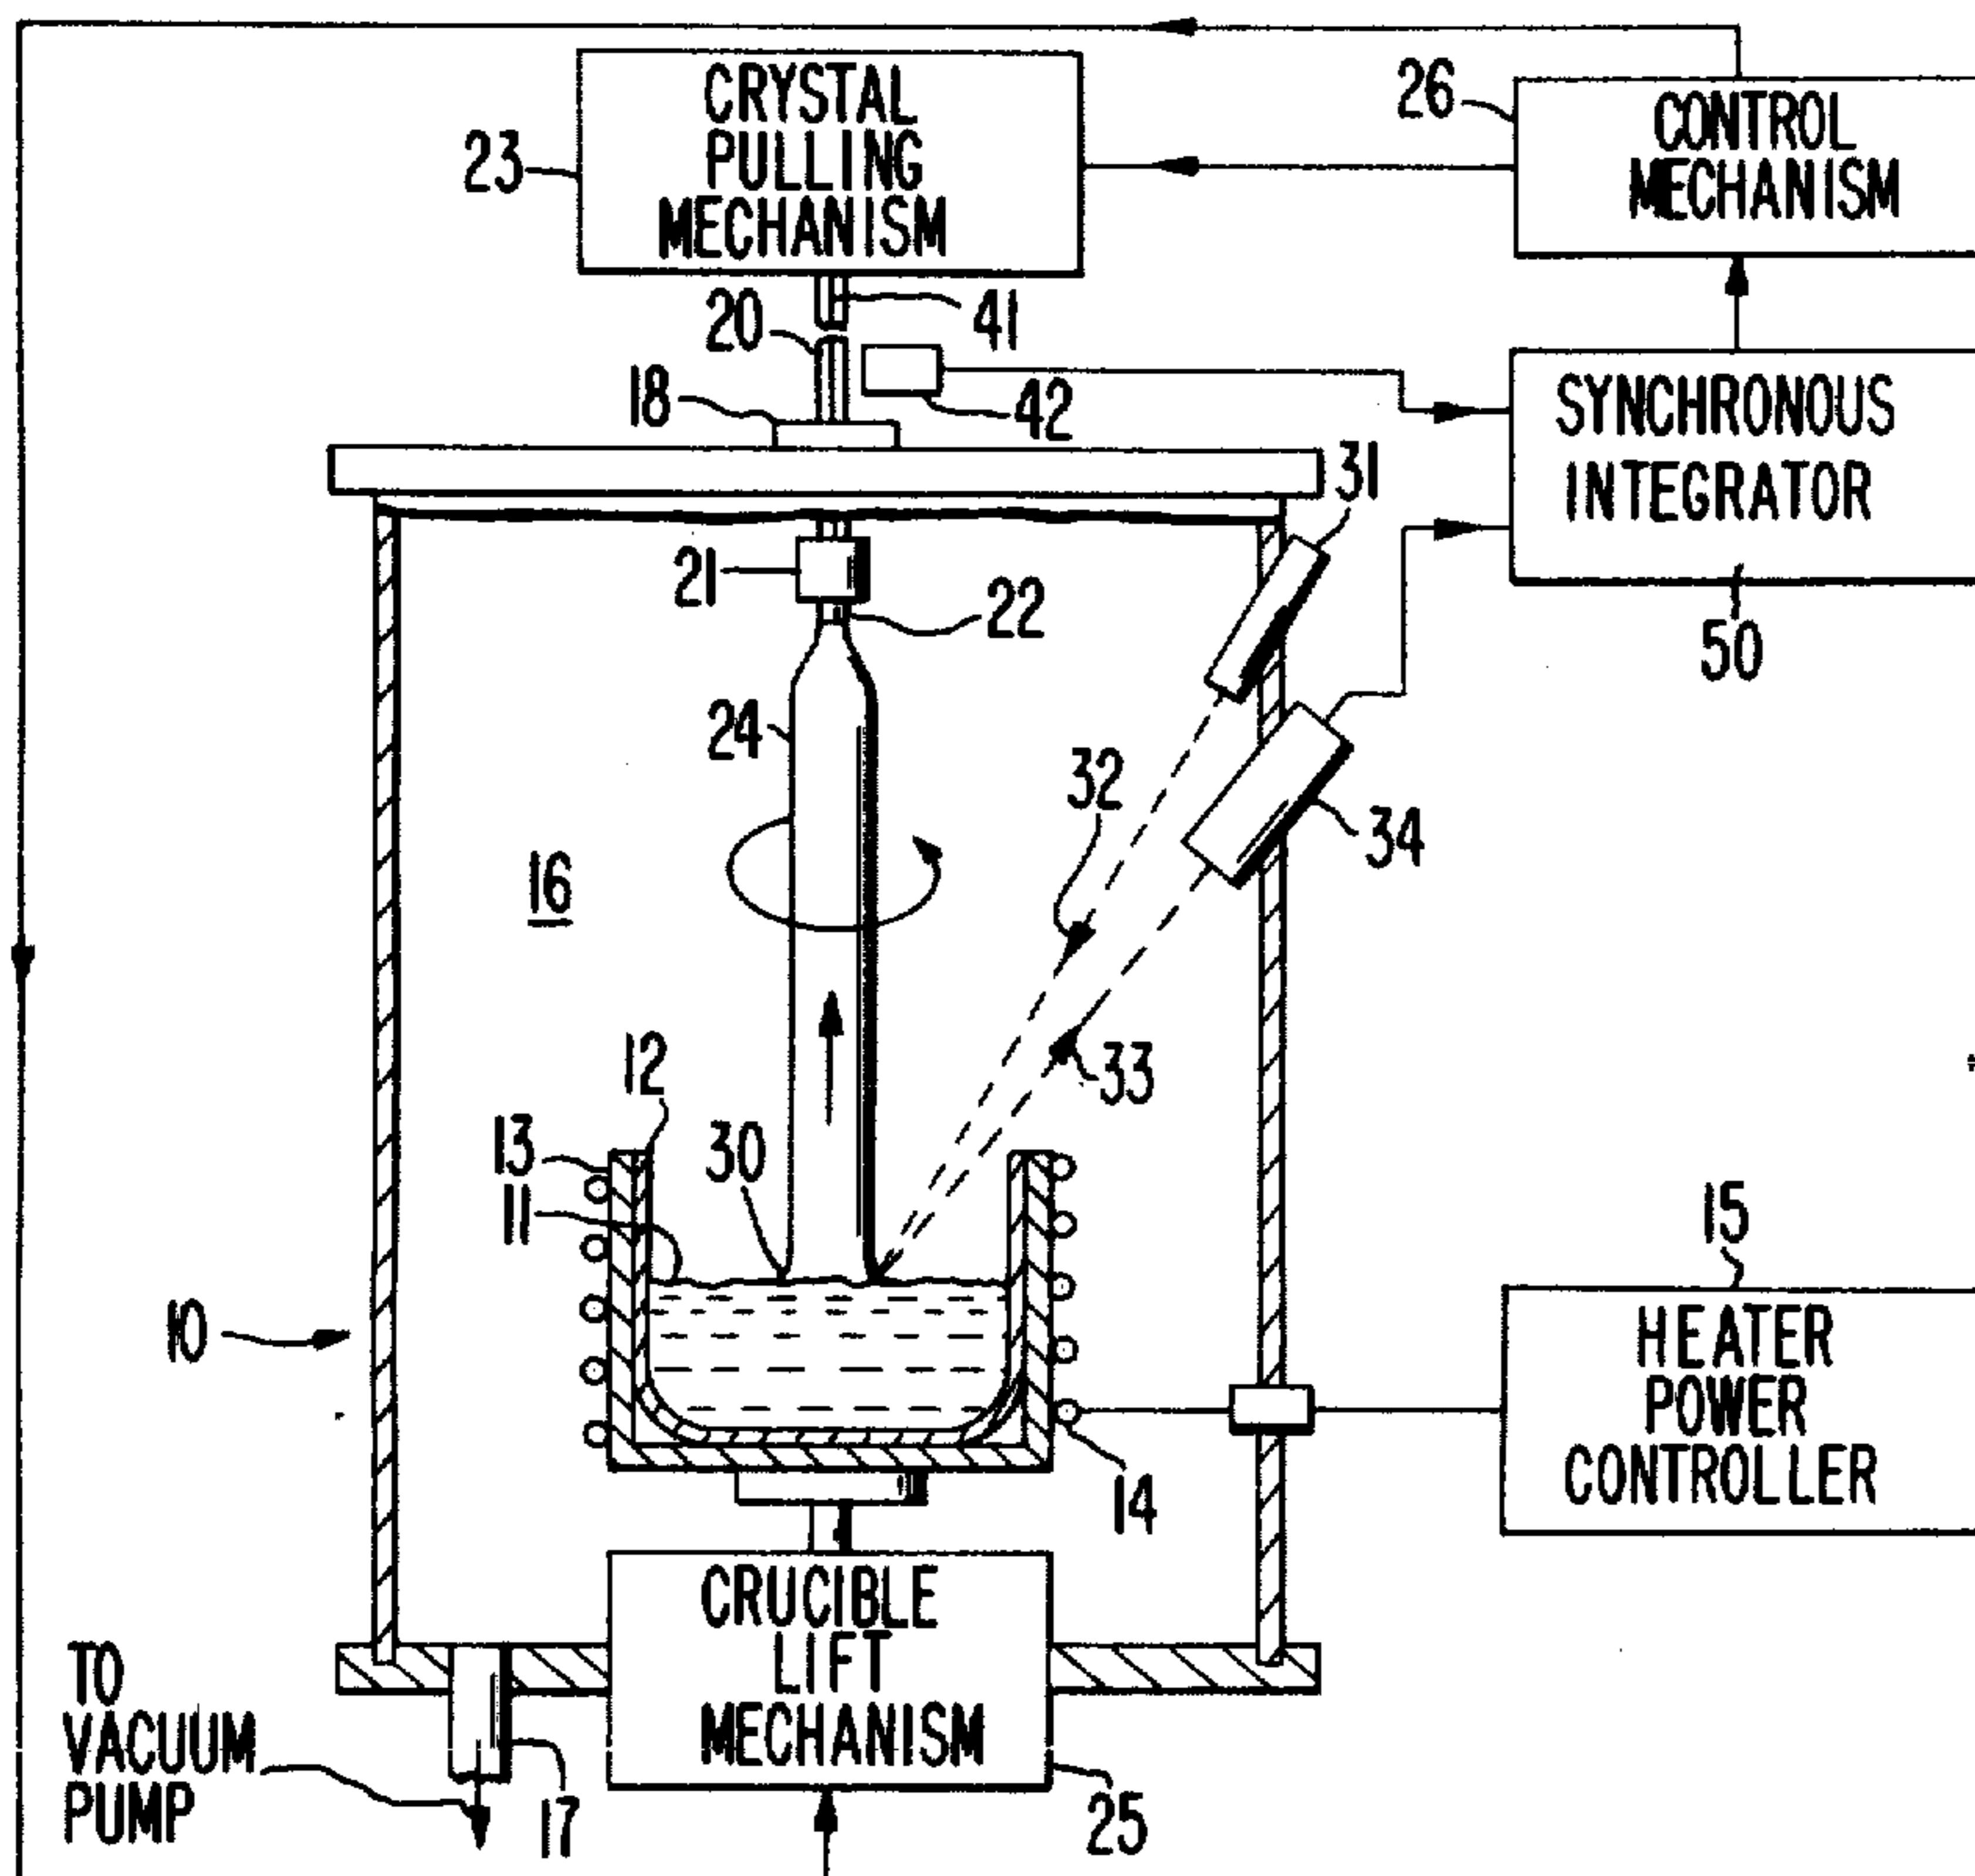 CRYSTAL
PULLING
MECHANISM
23
26
CONTROL
MECHANISM
20
41
18
42
SYNCHRONOUS
INTEGRATOR
50
31
21
22
24
32
34
16
33
12
13
30
11
15
10
HEATER
POWER
CONTROLLER
14
CRUCIBLE
LIFT
MECHANISM
TO
VACUUM
PUMP
17
25